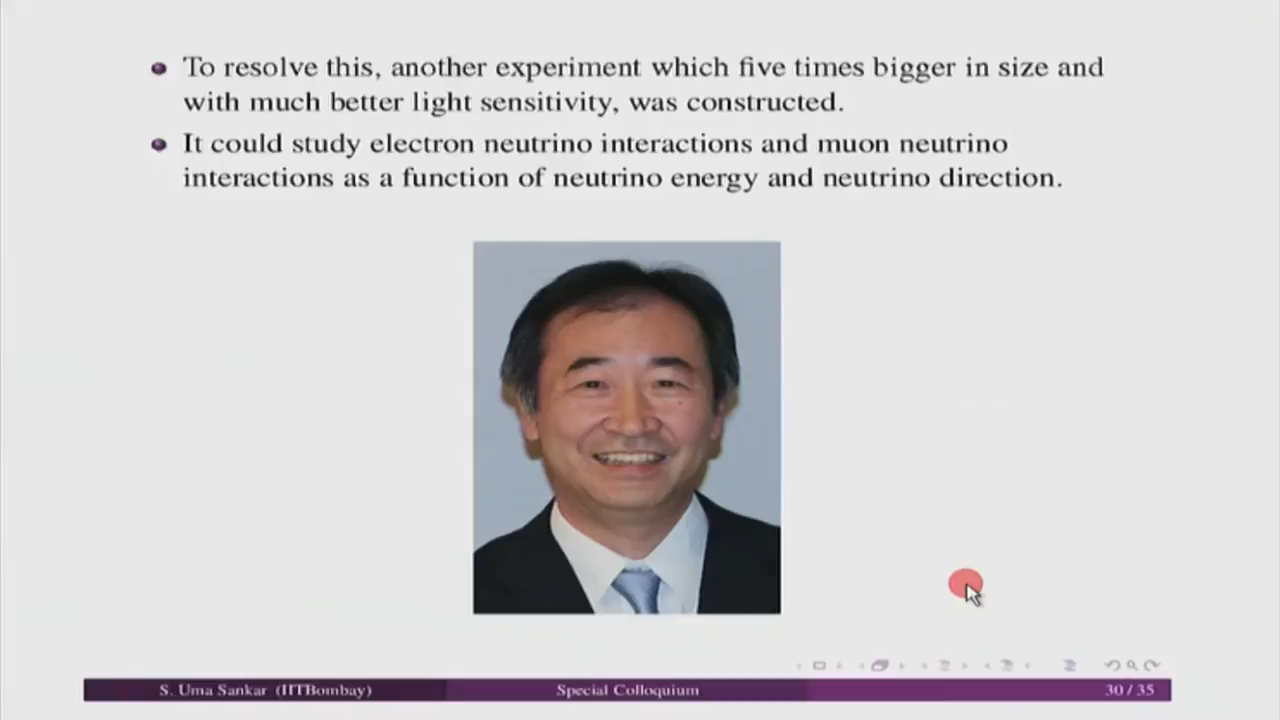 To resolve this, another experiment which five times bigger in size and
with much better light sensitivity, was constructed.
It could study electron neutrino interactions and muon neutrino
interactions as a function of neutrino energy and neutrino direction.
S. Uma Sankar (IITBombay) Special Colloquium 30 / 35